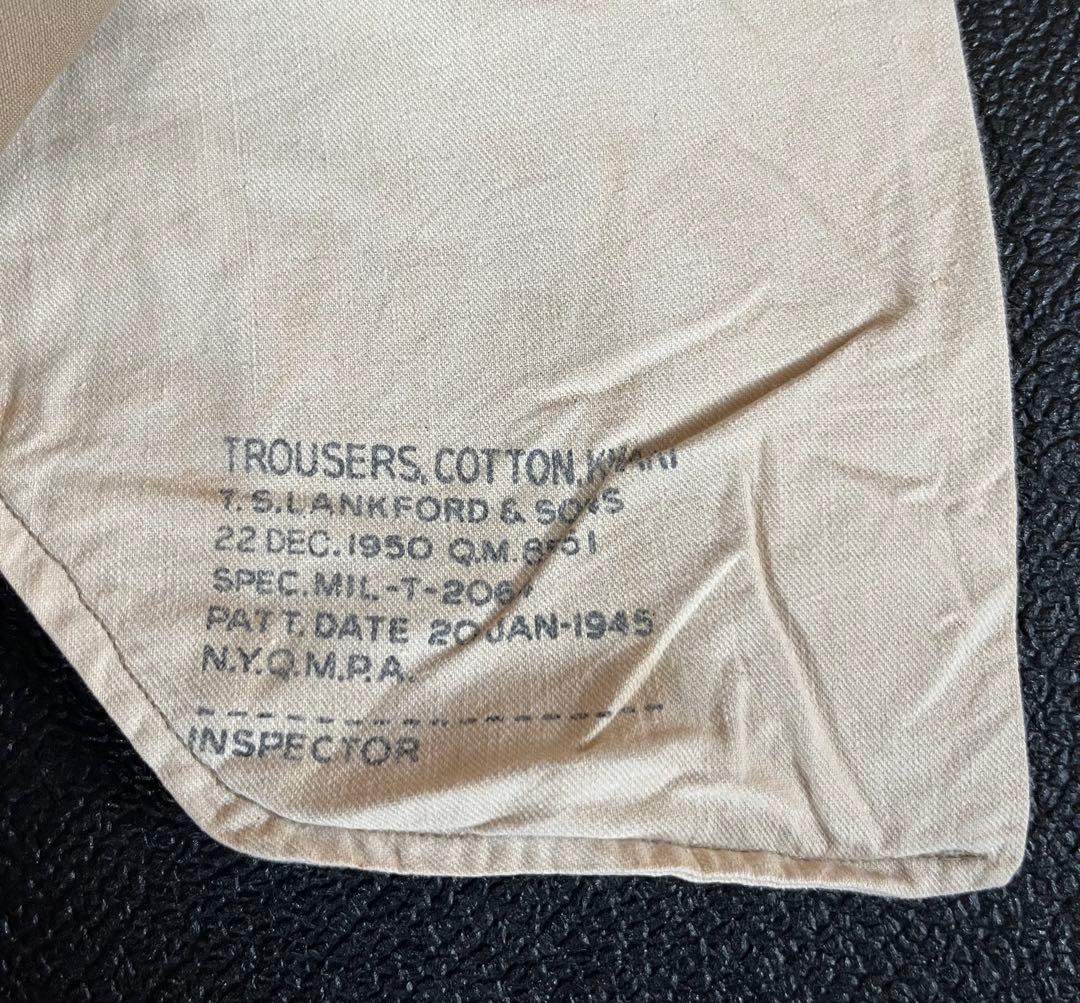 TROUSERS, COTTON, KHAKI
T. S. LANKFORD & SONS
22 DEC. 1950 Q.M.
SPEC. MIL-T-
PATT. DATE 20 JAN-1945
N.Y.Q.M.P.A.
INSPECTOR